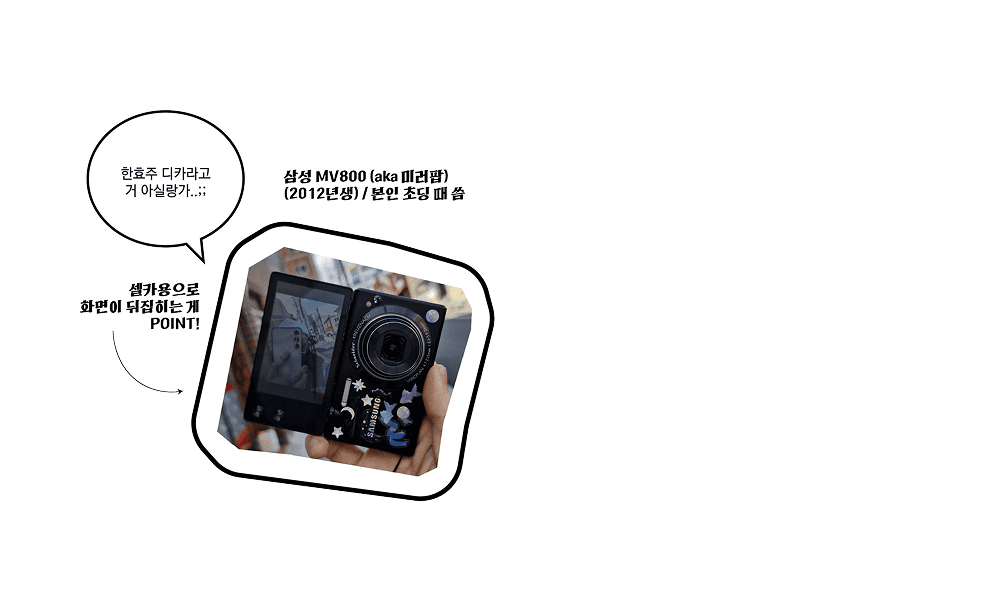 한효주 디카라고
거 아실랑가..;;
삼성 MV800 (aka 미러팝)
(2012년생) / 본인 초딩 때 씀
셀카용으로
화면이 뒤집히는 게
POINT!
SAMSUNG